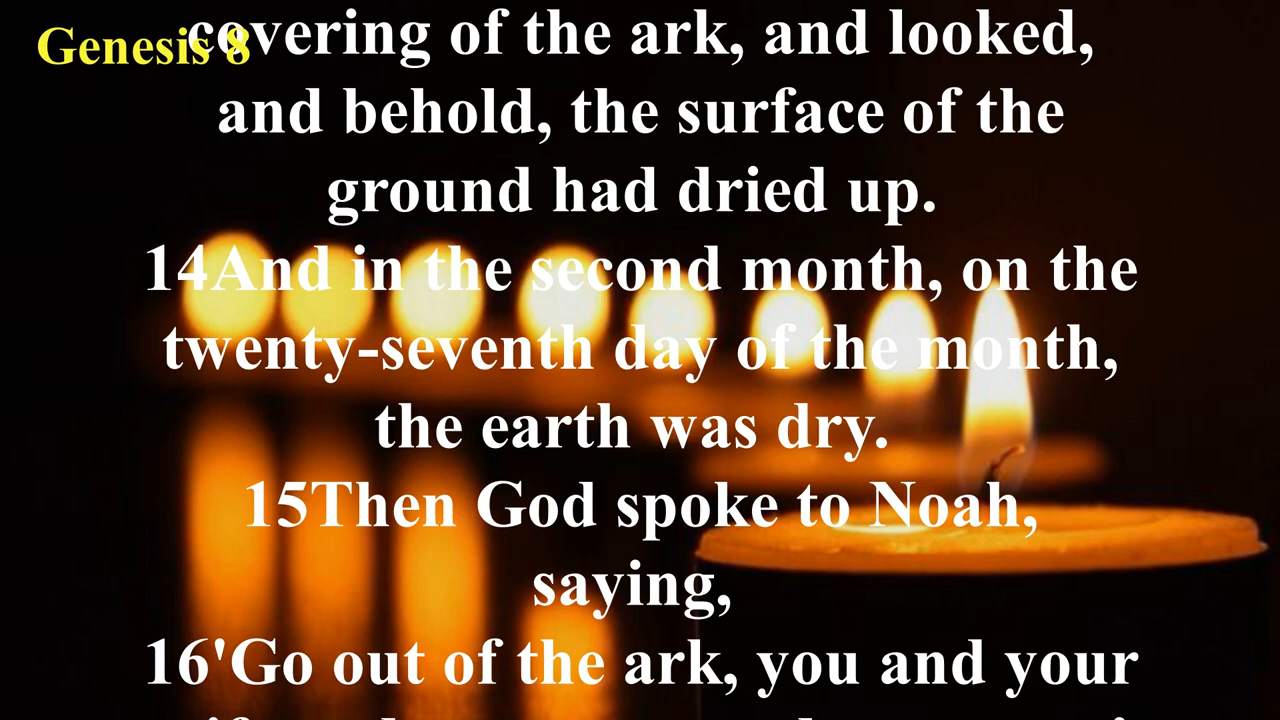 Genesis 8
covering of the ark, and looked,
and behold, the surface of the
ground had dried up.
14And in the second month, on the
twenty-seventh day of the month,
the earth was dry.
15Then God spoke to Noah,
saying,
16'Go out of the ark, you and your